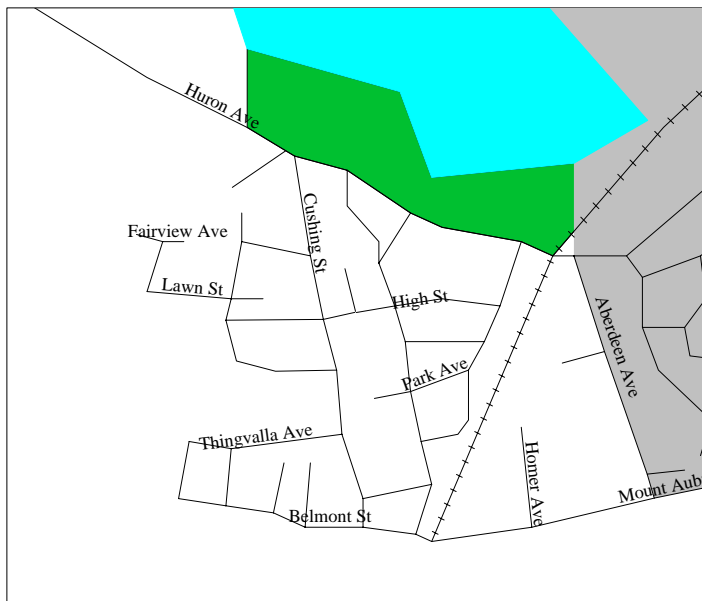 Huron Ave
Cushing St
Fairview Ave
Lawn St
High St
Aberdeen Ave
Park Ave
Thingvalla Ave
Homer Ave
Mount Aub
Belmont St